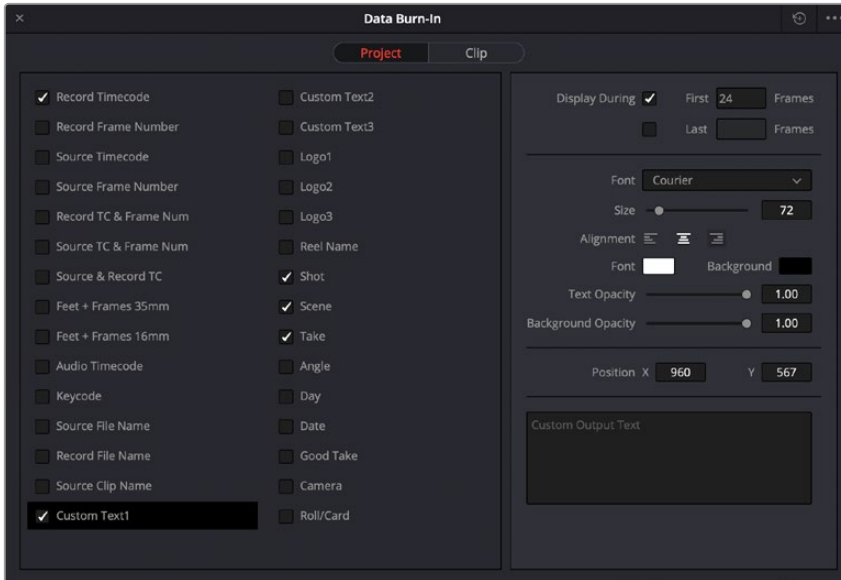 Data Burn-In
Project Clip
Record Timecode
Record Frame Number
Source Timecode
Source Frame Number
Record TC & Frame Num
Source TC & Frame Num
Source & Record TC
Feet + Frames 35mm
Feet + Frames 16mm
Audio Timecode
Keycode
Source File Name
Record File Name
Source Clip Name
Custom Text1
Custom Text2
Custom Text3
Logo1
Logo2
Logo3
Reel Name
Shot
Scene
Take
Angle
Day
Date
Good Take
Camera
Roll/Card
Display During First 24 Frames
Last Frames
Font Courier
Size 72
Alignment
Font Background
Text Opacity 1.00
Background Opacity 1.00
Position X 960 Y 567
Custom Output Text